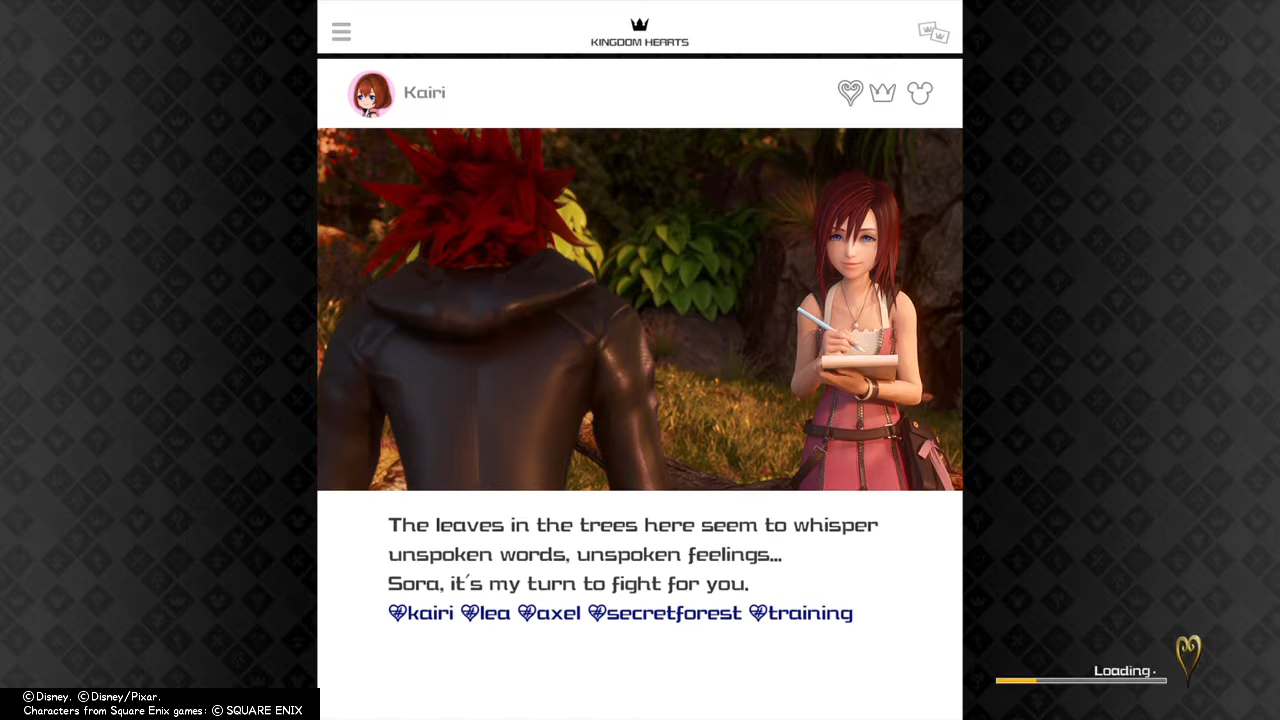 KINGDOM HEARTS
Kairi
The leaves in the trees here seem to whisper
unspoken words, unspoken feelings...
Sora, it's my turn to fight for you.
#kairi #lea #axel #secretforest #training
Loading.
©Disney. ©Disney/Pixar.
Characters from Square Enix games: © SQUARE ENIX